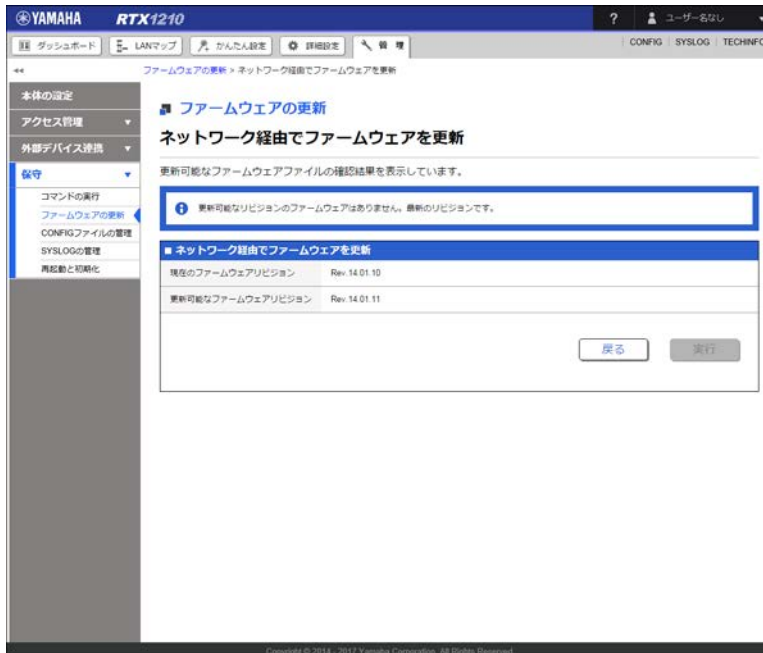 YAMAHA RTX1210 ? ユーザー名なし
ダッシュボード LANマップ かんたん設定 詳細設定 管理 CONFIG SYSLOG TECHINFO
ファームウェアの更新 > ネットワーク経由でファームウェアを更新
本体の設定
アクセス管理
外部デバイス連携
保守
コマンドの実行
ファームウェアの更新
CONFIGファイルの管理
SYSLOGの管理
再起動と初期化
ファームウェアの更新
ネットワーク経由でファームウェアを更新
更新可能なファームウェアファイルの確認結果を表示しています。
更新可能なリビジョンのファームウェアはありません。最新のリビジョンです。
■ ネットワーク経由でファームウェアを更新
現在のファームウェアリビジョン Rev.14.01.10
更新可能なファームウェアリビジョン Rev.14.01.11
戻る 実行
Copyright © 2014 - 2017 Yamaha Corporation. All Rights Reserved.